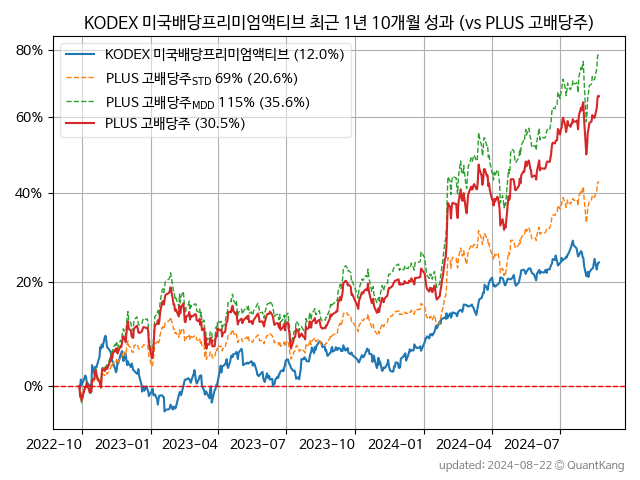 KODEX 미국배당프리미엄액티브 최근 1년 10개월 성과 (vs PLUS 고배당주)
80%
60%
40%
20%
0%
KODEX 미국배당프리미엄액티브 (12.0%)
PLUS 고배당주STD 69% (20.6%)
PLUS 고배당주MDD 115% (35.6%)
PLUS 고배당주 (30.5%)
2022-10 2023-01 2023-04 2023-07 2023-10 2024-01 2024-04 2024-07
updated: 2024-08-22 ⓒ QuantKang